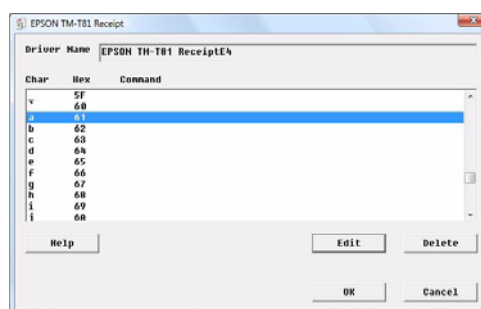 EPSON TM-T81 Receipt
Driver Name EPSON TM-T81 ReceiptE4
Char Hex Command
_ 5F
` 60
a 61
b 62
c 63
d 64
e 65
f 66
g 67
h 68
i 69
j 6A
Help Edit Delete
OK Cancel